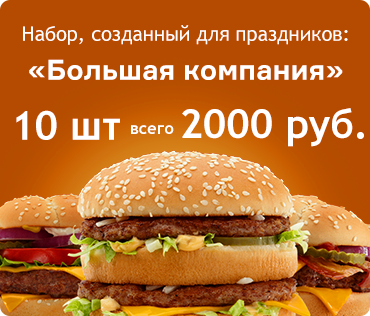 Набор, созданный для праздников:
«Большая компания»
10 шт всего 2000 руб.